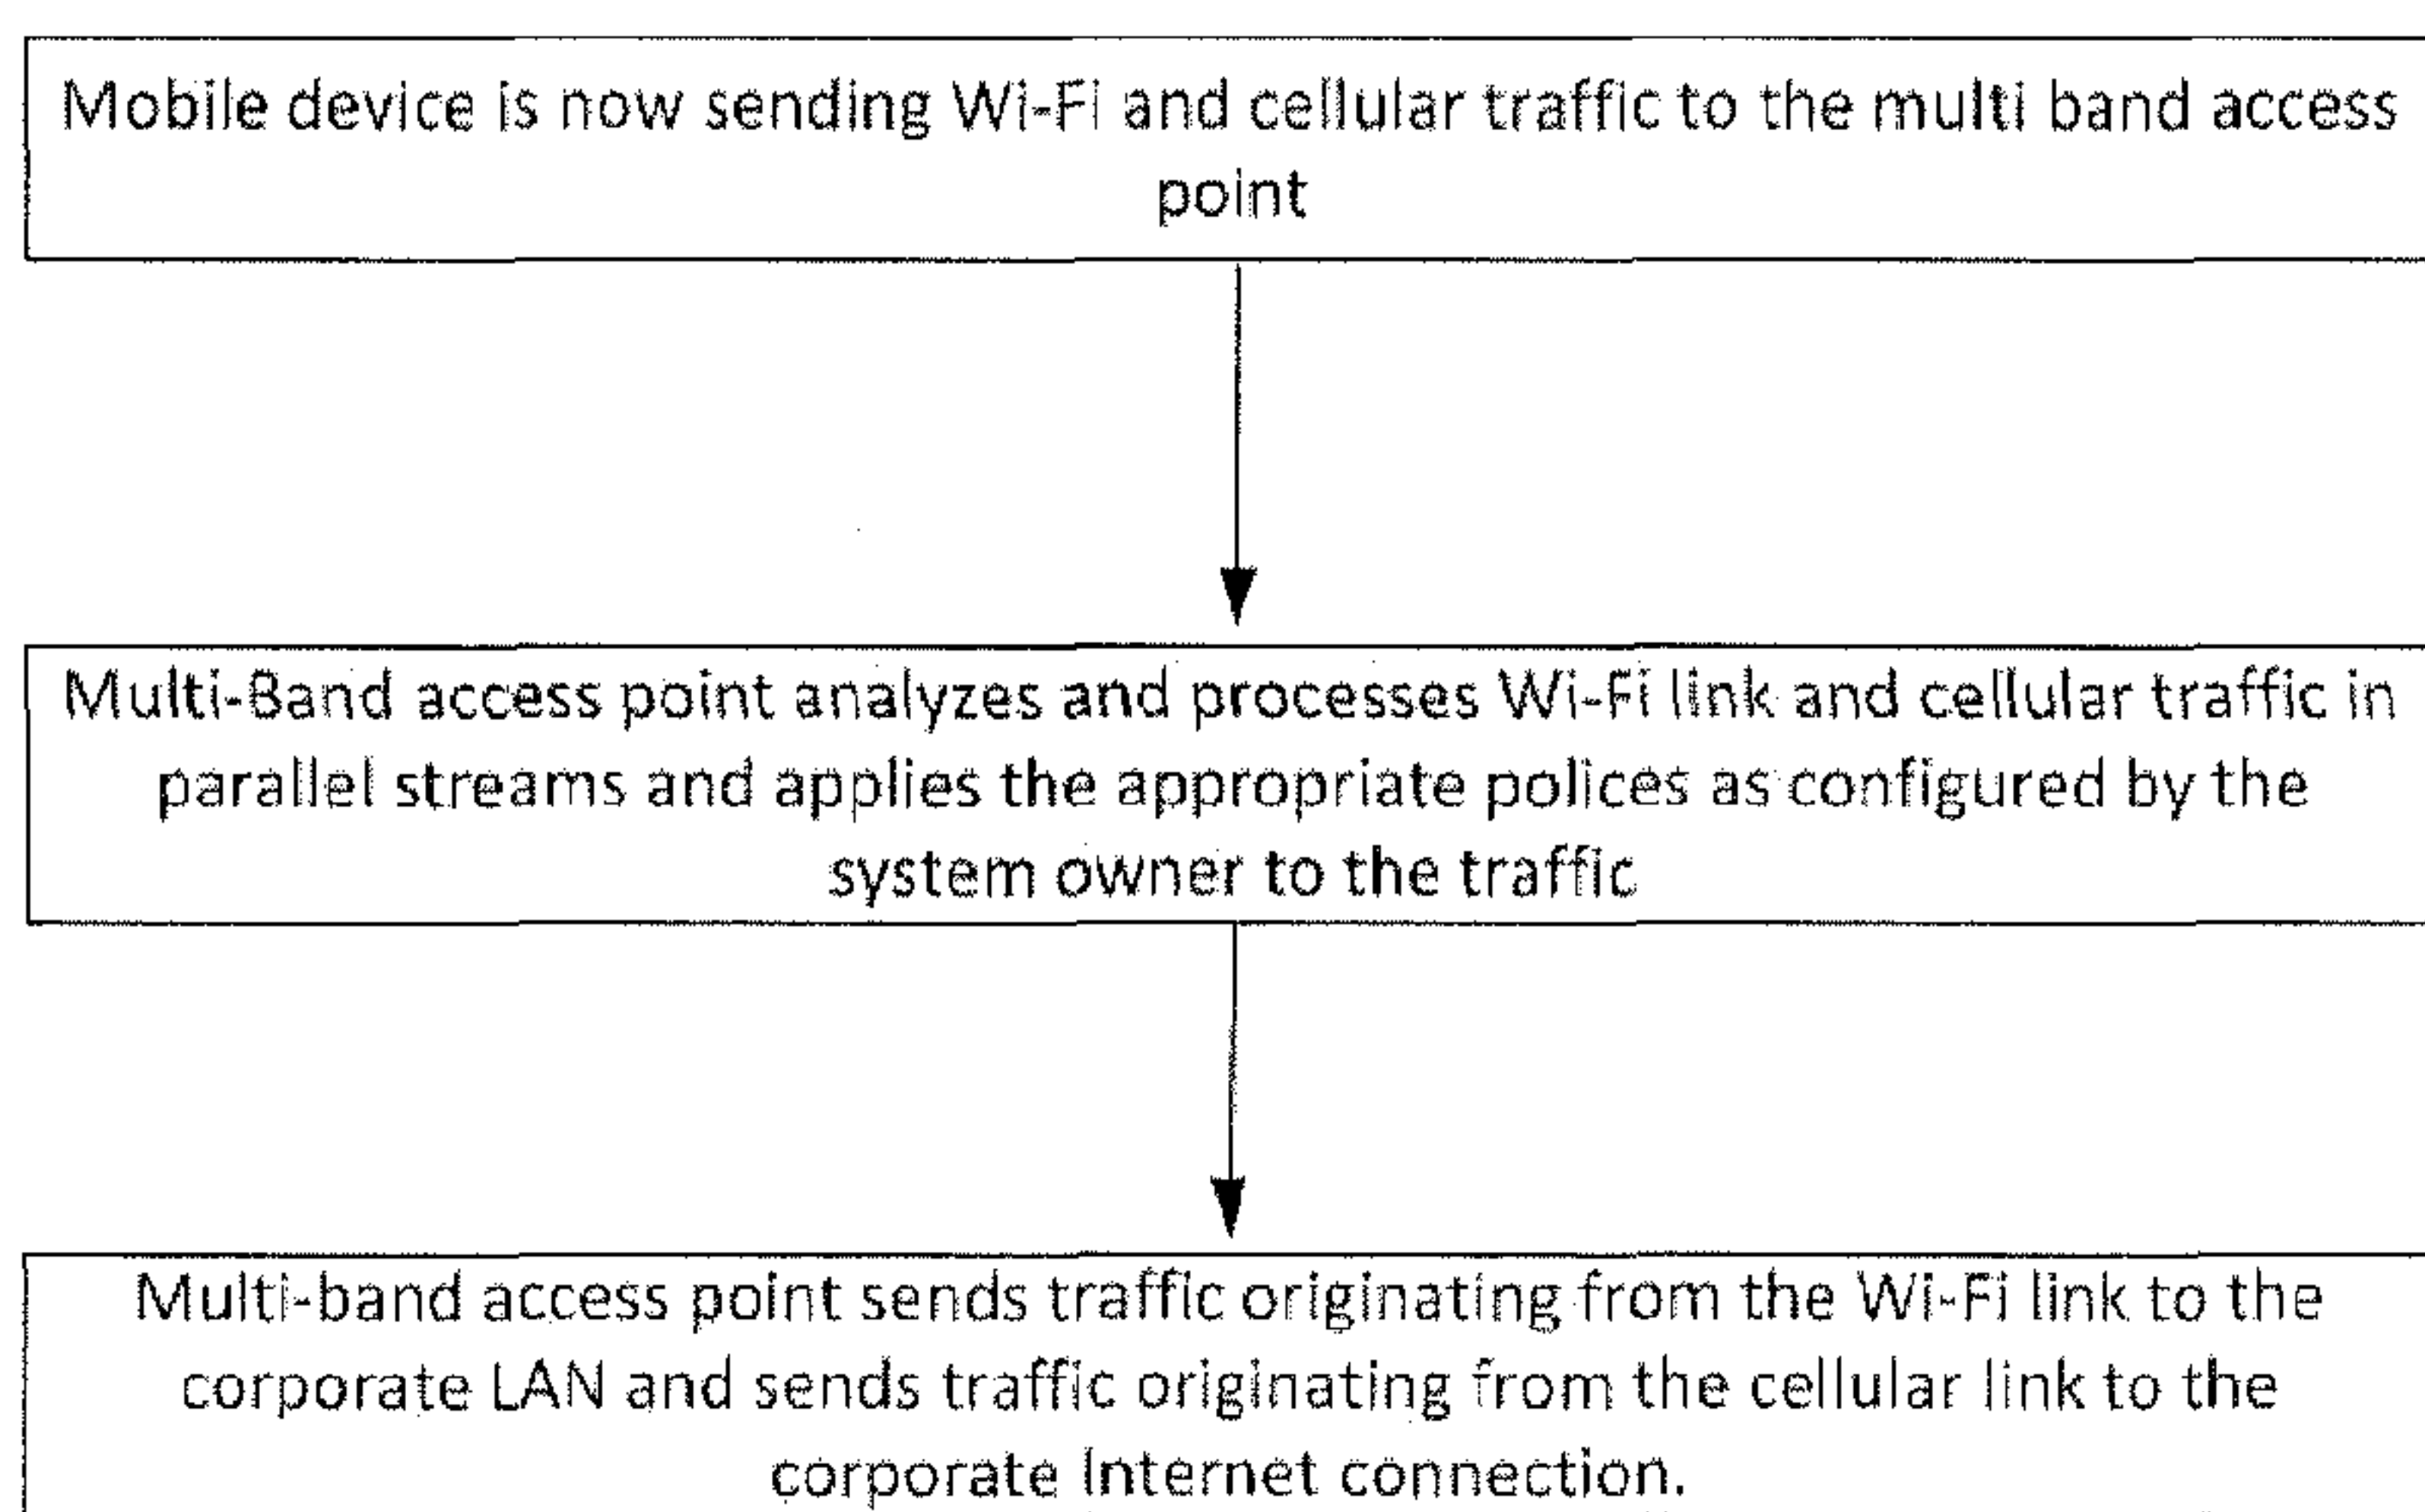 Mobile device is now sending Wi-Fi and cellular traffic to the multi band access
point
Multi-Band access point analyzes and processes Wi-Fi link and cellular traffic in
parallel streams and applies the appropriate polices as configured by the
system owner to the traffic
Multi-band access point sends traffic originating from the Wi-Fi link to the
corporate LAN and sends traffic originating from the cellular link to the
corporate Internet connection.